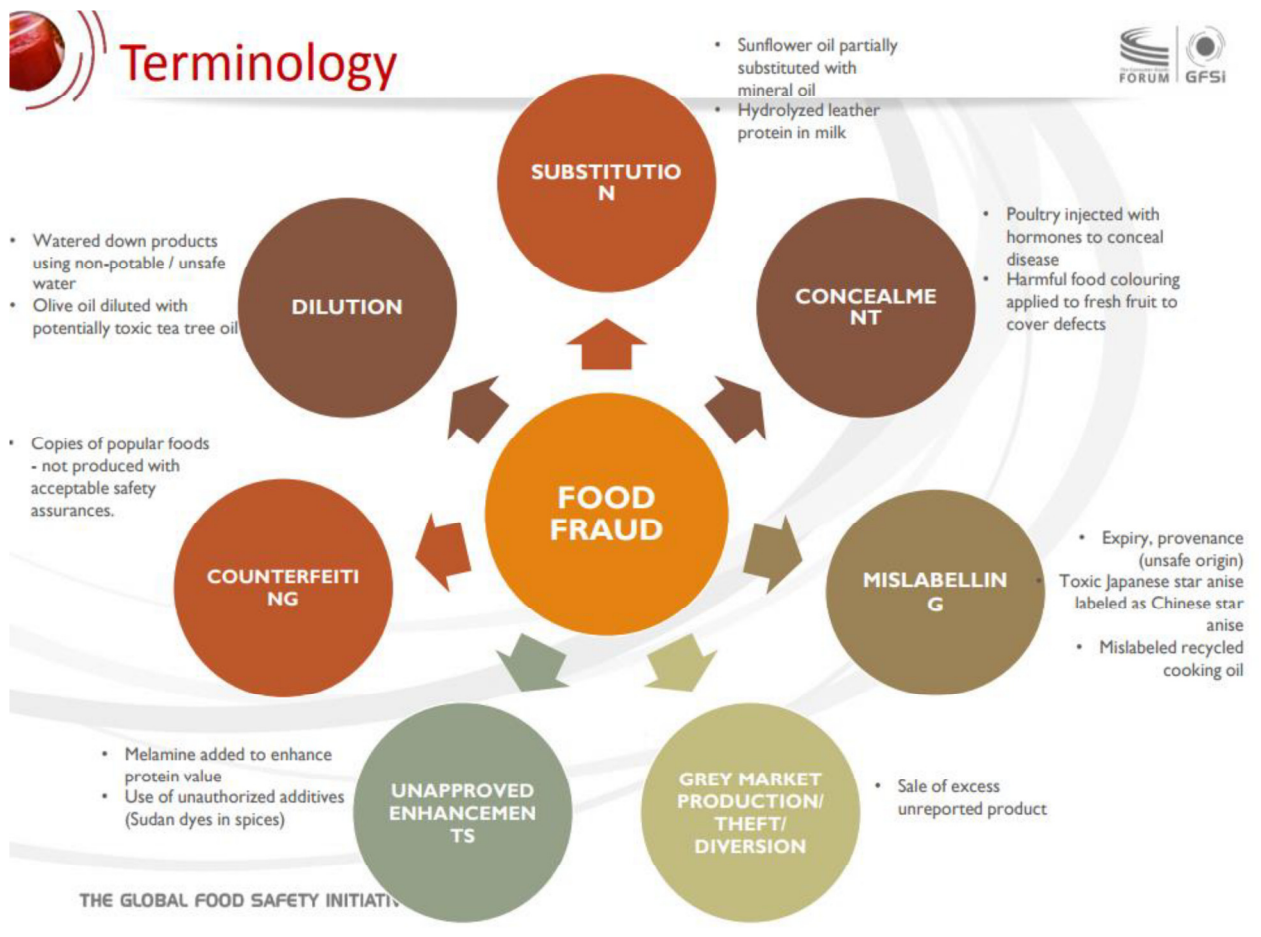 Terminology
• Sunflower oil partially
substituted with
mineral oil
• Hydrolyzed leather
protein in milk
FORUM GFSi
SUBSTITUTIO
N
• Poultry injected with
hormones to conceal
disease
• Harmful food colouring
applied to fresh fruit to
cover defects
CONCEALME
NT
• Watered down products
using non-potable / unsafe
water
• Olive oil diluted with
potentially toxic tea tree oil
DILUTION
FOOD
FRAUD
• Copies of popular foods
- not produced with
acceptable safety
assurances.
COUNTERFEITI
NG
MISLABELLIN
G
• Expiry, provenance
(unsafe origin)
• Toxic Japanese star anise
labeled as Chinese star
anise
• Mislabeled recycled
cooking oil
• Melamine added to enhance
protein value
• Use of unauthorized additives
(Sudan dyes in spices)
UNAPPROVED
ENHANCEMEN
TS
GREY MARKET
PRODUCTION/
THEFT/
DIVERSION
• Sale of excess
unreported product
THE GLOBAL FOOD SAFETY INITIATIV